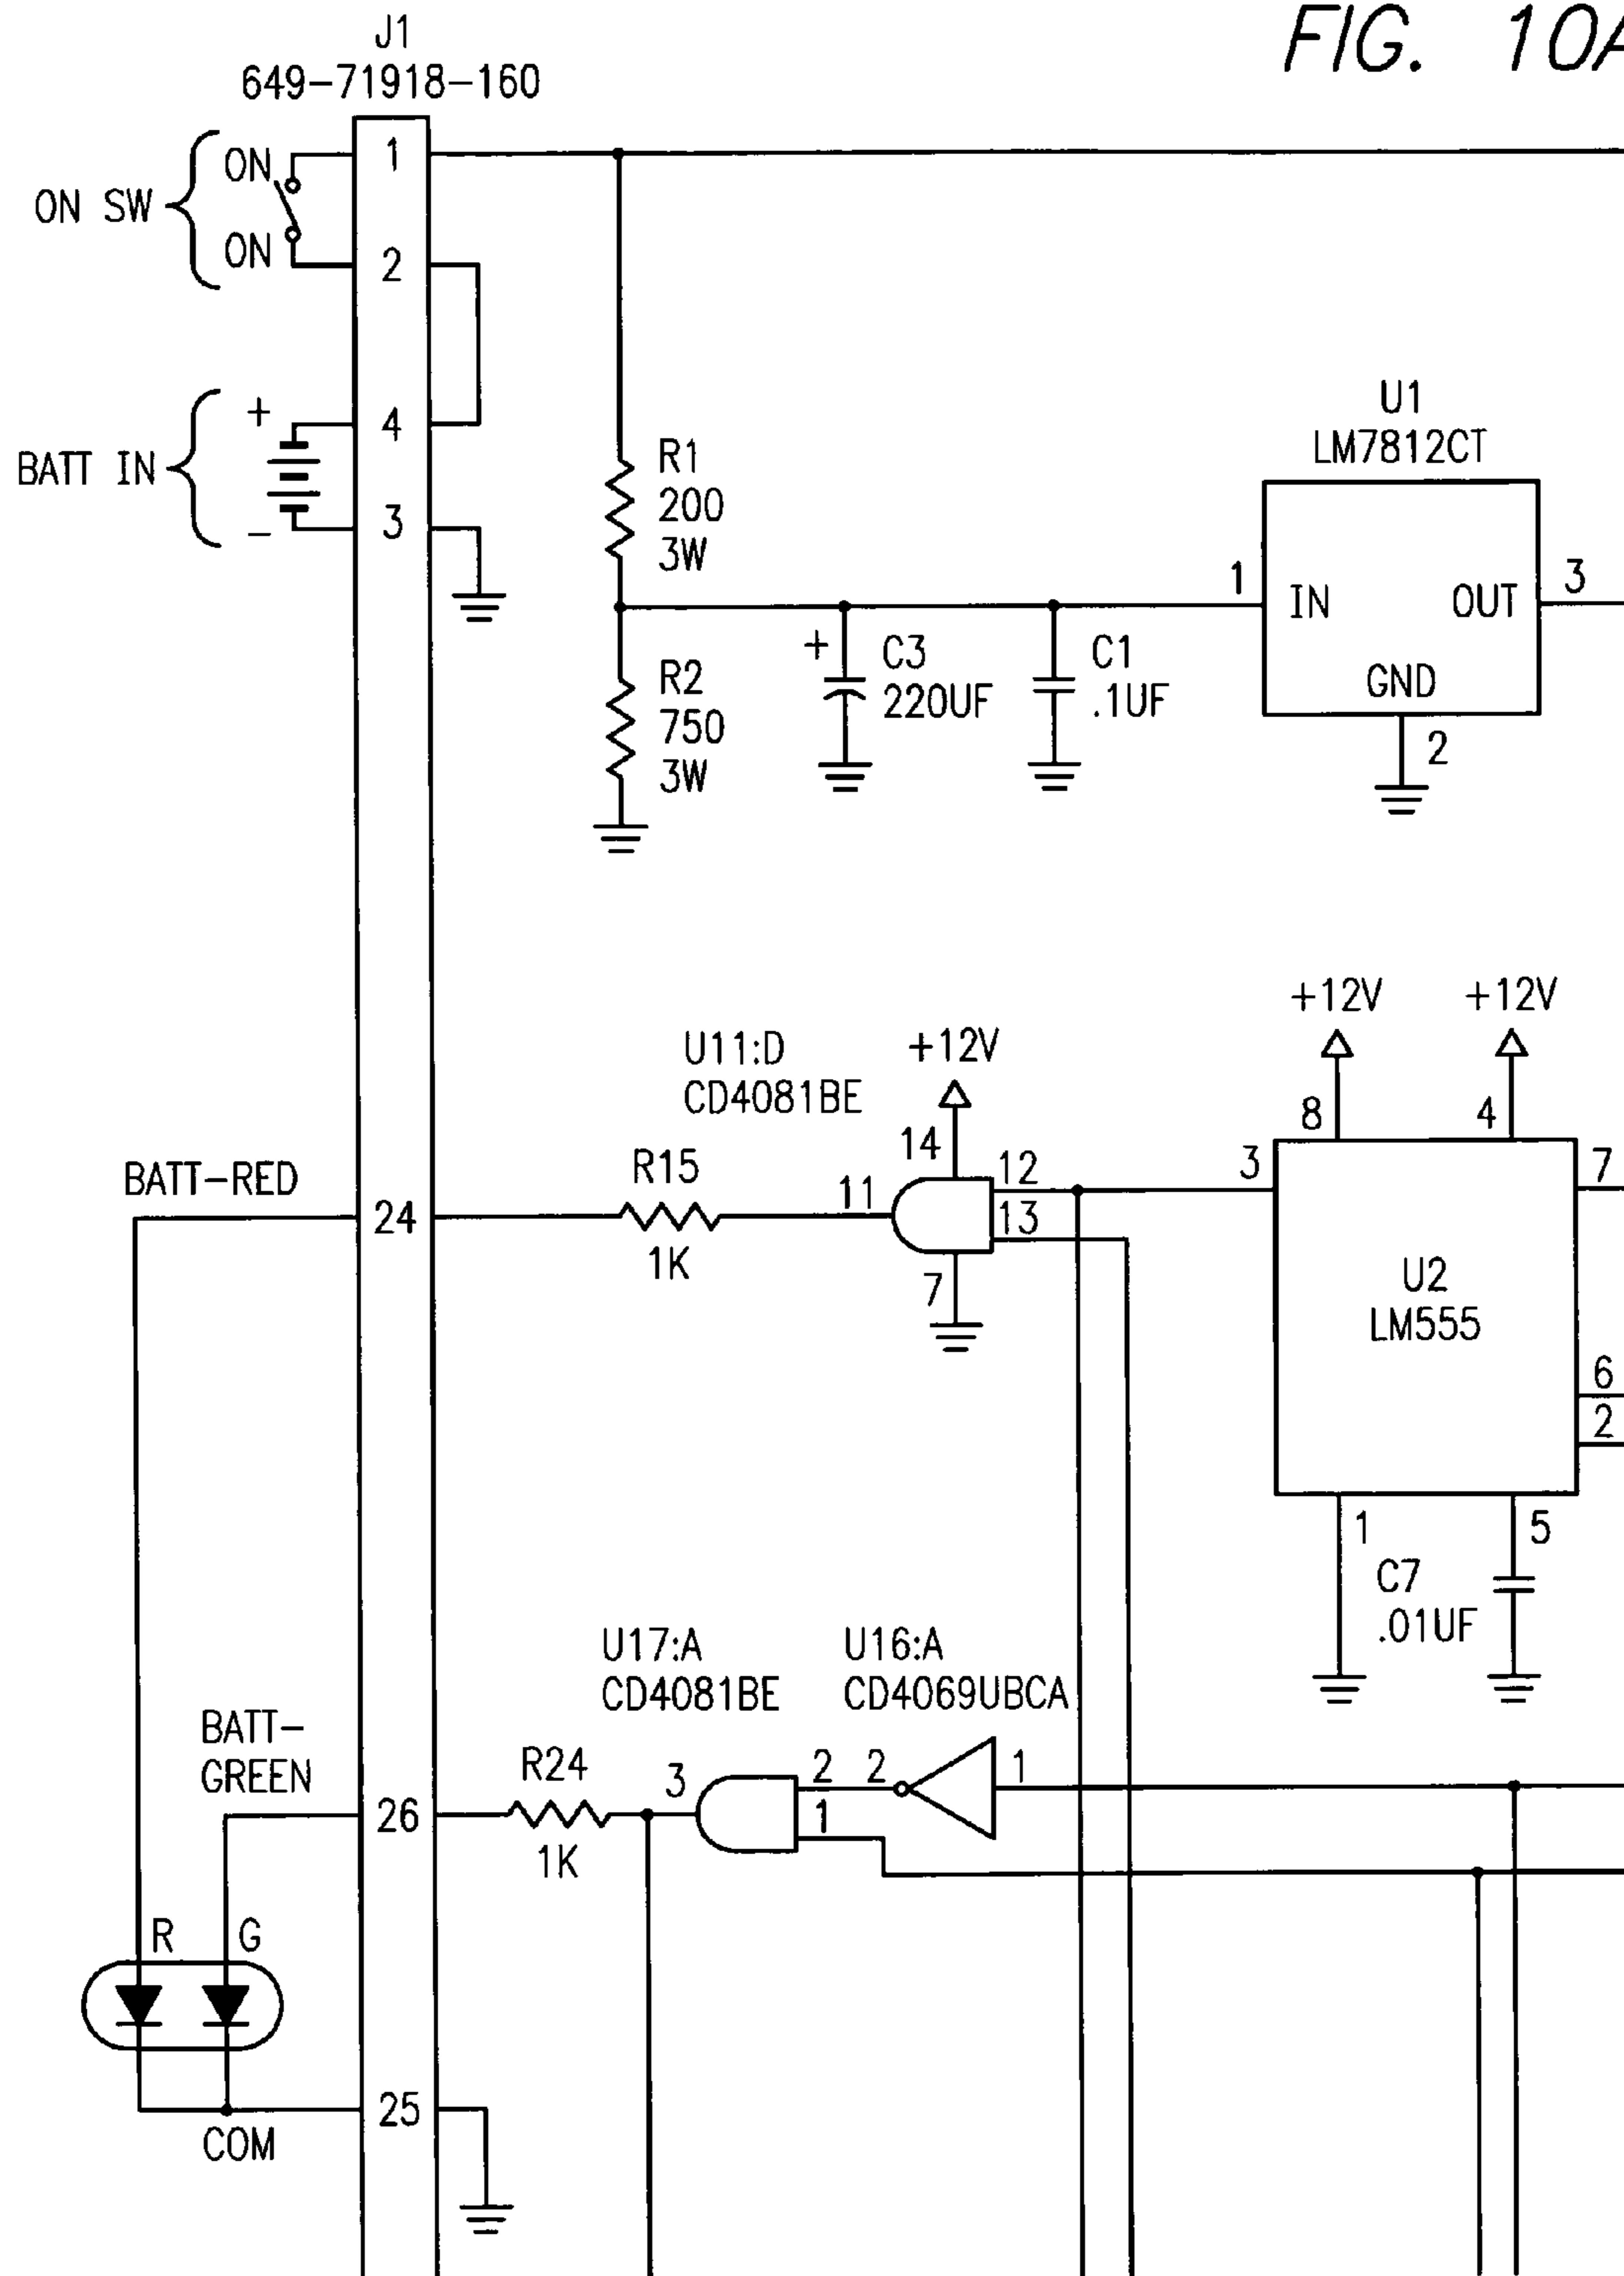 FIG. 10A
J1
649-71918-160
ON SW
ON
ON
1
2
BATT IN
+
-
4
3
R1
200
3W
R2
750
3W
+
C3
220UF
C1
.1UF
U1
LM7812CT
1
IN
OUT
3
GND
2
U11:D
CD4081BE
+12V
14
11
12
13
7
R15
1K
BATT-RED
24
+12V
+12V
8
4
3
7
U2
LM555
6
2
1
5
C7
.01UF
U17:A
CD4081BE
U16:A
CD4069UBCA
BATT-
GREEN
26
R24
1K
3
2
1
2
1
R
G
25
COM